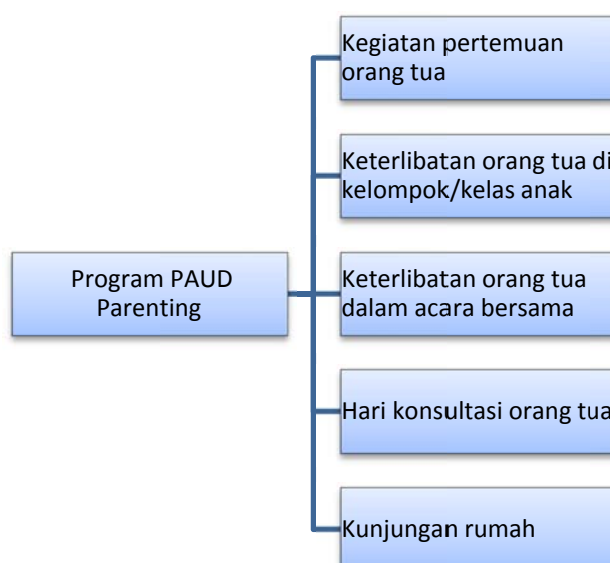 Kegiatan pertemuan
orang tua
Keterlibatan orang tua di
kelompok/kelas anak
Program PAUD
Parenting
Keterlibatan orang tua
dalam acara bersama
Hari konsultasi orang tua
Kunjungan rumah